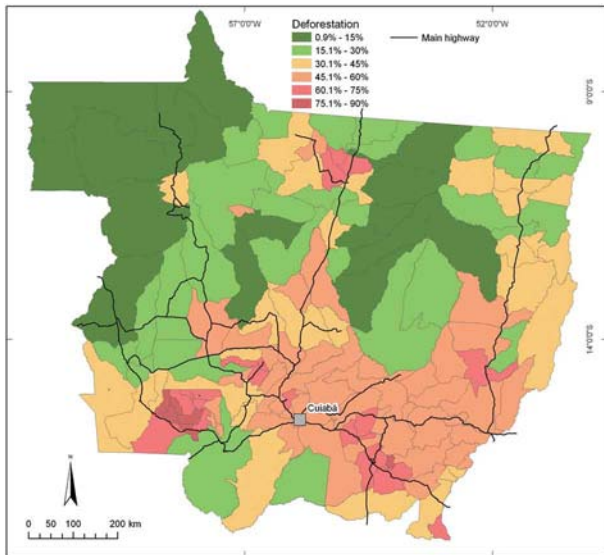 57°0'0"W
52°0'0"W
Deforestation
0.9% - 15%
15.1% - 30%
30.1% - 45%
45.1% - 60%
60.1% - 75%
75.1% - 90%
Main highway
9°0'0"S
14°0'0"S
Cuiabá
N
0 50 100 200 km